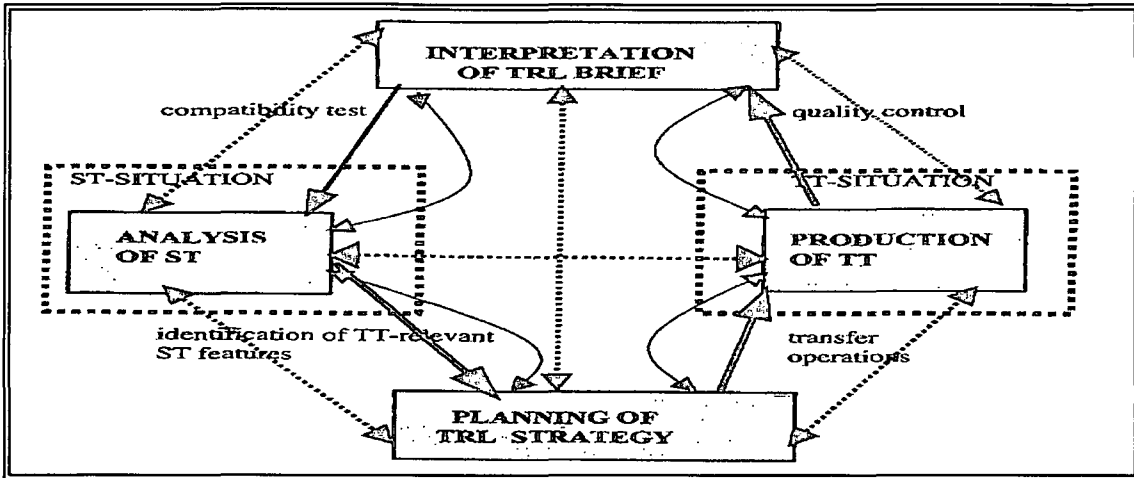 INTERPRETATION
OF TRL BRIEF
compatibility test
quality control
ST-SITUATION
TT-SITUATION
ANALYSIS
OF ST
PRODUCTION
OF TT
identification of TT-relevant
ST features
transfer
operations
PLANNING OF
TRL STRATEGY